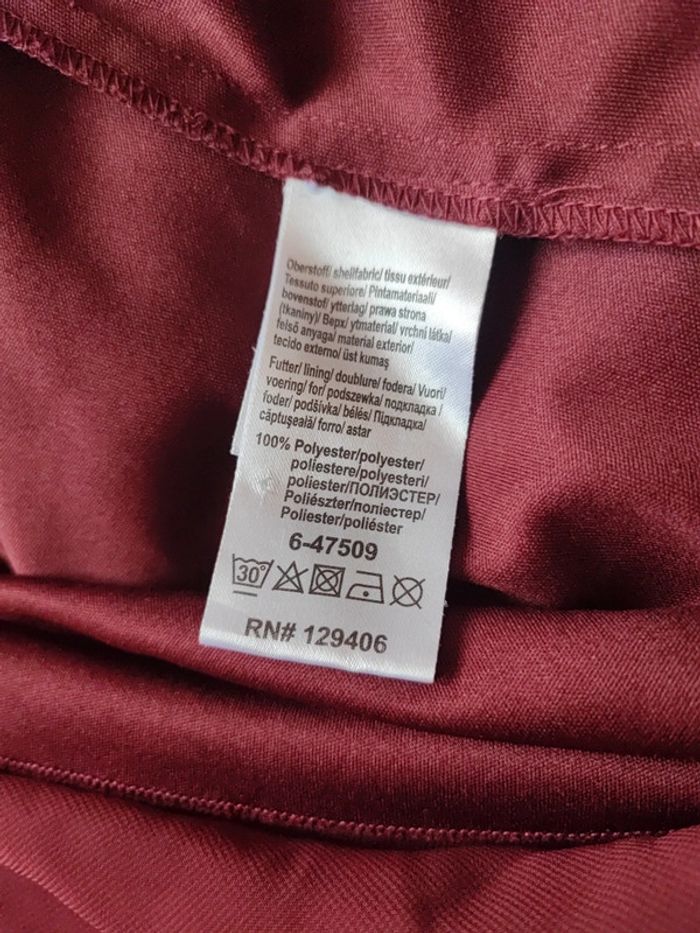 Oberstoff/ shellfabric/ tissu extérieur/
Tessuto superiore/ Pintamateriaali/
bovenstof/ ytterlag/ prawa strona
(tkaniny)/ Bepx/ ytmaterial/ vrchní látka/
felső anyaga/ material exterior/
tecido externo/ üst kumaş
Futter/ lining/ doublure/ fodera/ Vuori/
voering/ for/ podszewka/ подкладка/
foder/ podšívka/ bélés/ Підкладка/
căptuşeală/ forro/ astar
100% Polyester/polyester/
poliestere/polyesteri/
poliester/ПОЛИЭСТЕР/
Poliészter/поліестер/
Poliester/poliéster
6-47509
30°
RN# 129406